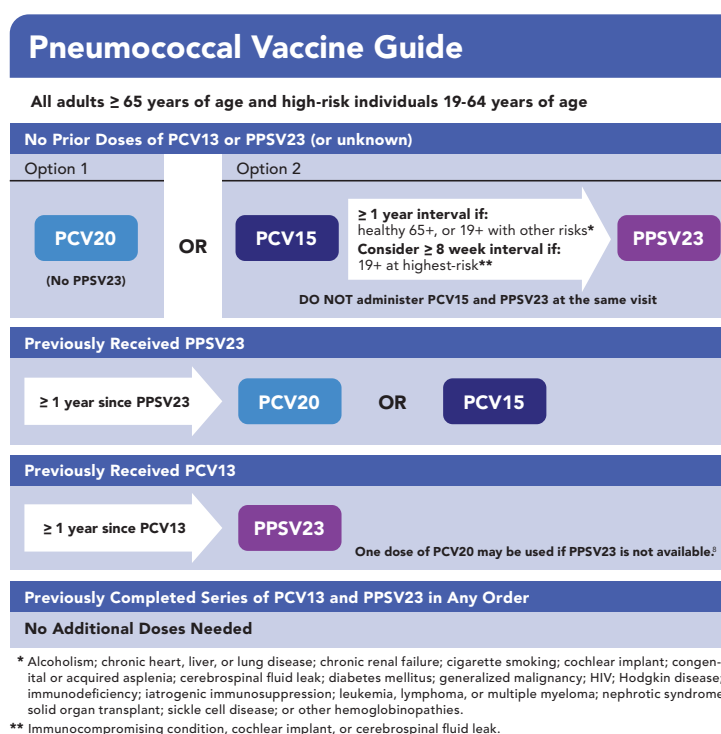 Pneumococcal Vaccine Guide
All adults ≥ 65 years of age and high-risk individuals 19-64 years of age
No Prior Doses of PCV13 or PPSV23 (or unknown)
Option 1
PCV20
(No PPSV23)
OR
Option 2
PCV15
≥ 1 year interval if:
healthy 65+, or 19+ with other risks*
Consider ≥ 8 week interval if:
19+ at highest-risk**
PPSV23
DO NOT administer PCV15 and PPSV23 at the same visit
Previously Received PPSV23
≥ 1 year since PPSV23
PCV20
OR
PCV15
Previously Received PCV13
≥ 1 year since PCV13
PPSV23
One dose of PCV20 may be used if PPSV23 is not available.⁸
Previously Completed Series of PCV13 and PPSV23 in Any Order
No Additional Doses Needed
* Alcoholism; chronic heart, liver, or lung disease; chronic renal failure; cigarette smoking; cochlear implant; congen-
ital or acquired asplenia; cerebrospinal fluid leak; diabetes mellitus; generalized malignancy; HIV; Hodgkin disease;
immunodeficiency; iatrogenic immunosuppression; leukemia, lymphoma, or multiple myeloma; nephrotic syndrome
solid organ transplant; sickle cell disease; or other hemoglobinopathies.
** Immunocompromising condition, cochlear implant, or cerebrospinal fluid leak.